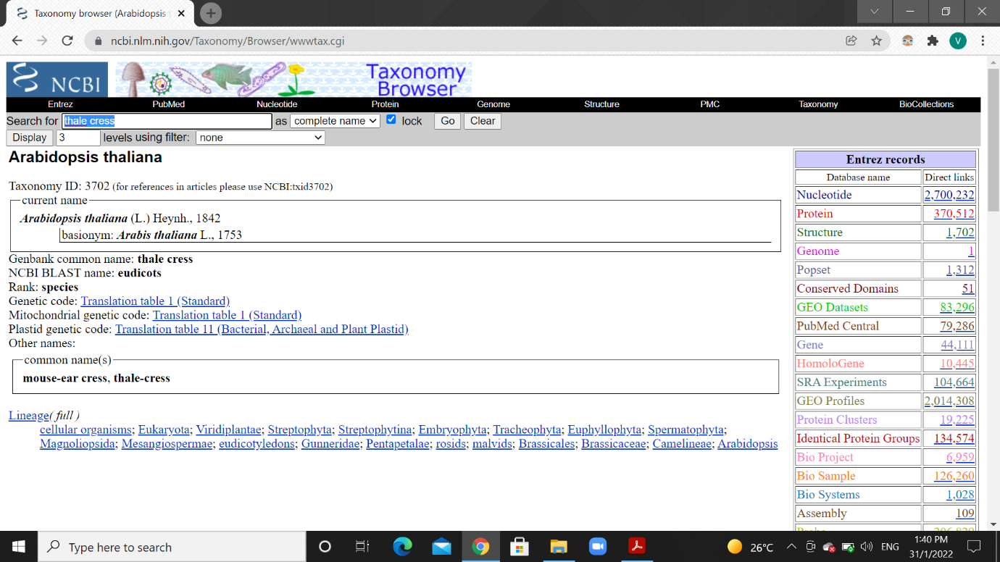 Taxonomy browser (Arabidopsis
ncbi.nlm.nih.gov/Taxonomy/Browser/wwwtax.cgi
V
NCBI
Taxonomy
Browser
Entrez PubMed Nucleotide Protein Genome Structure PMC Taxonomy BioCollections
Search for thale cress as complete name lock Go Clear
Display 3 levels using filter: none
Arabidopsis thaliana
Taxonomy ID: 3702 (for references in articles please use NCBI:txid3702)
current name
Arabidopsis thaliana (L.) Heynh., 1842
basionym: Arabis thaliana L., 1753
Genbank common name: thale cress
NCBI BLAST name: eudicots
Rank: species
Genetic code: Translation table 1 (Standard)
Mitochondrial genetic code: Translation table 1 (Standard)
Plastid genetic code: Translation table 11 (Bacterial, Archaeal and Plant Plastid)
Other names:
common name(s)
mouse-ear cress, thale-cress
Lineage( full )
cellular organisms; Eukaryota; Viridiplantae; Streptophyta; Streptophytina; Embryophyta; Tracheophyta; Euphyllophyta; Spermatophyta;
Magnoliopsida; Mesangiospermae; eudicotyledons; Gunneridae; Pentapetalae; rosids; malvids; Brassicales; Brassicaceae; Camelineae; Arabidopsis
Entrez records
Database name Direct links
Nucleotide 2,700,232
Protein 370,512
Structure 1,702
Genome 1
Popset 1,312
Conserved Domains 51
GEO Datasets 83,296
PubMed Central 79,286
Gene 44,111
HomoloGene 10,445
SRA Experiments 104,664
GEO Profiles 2,014,308
Protein Clusters 19,225
Identical Protein Groups 134,574
Bio Project 6,959
Bio Sample 126,260
Bio Systems 1,028
Assembly 109
Type here to search
26°C
ENG
1:40 PM
31/1/2022